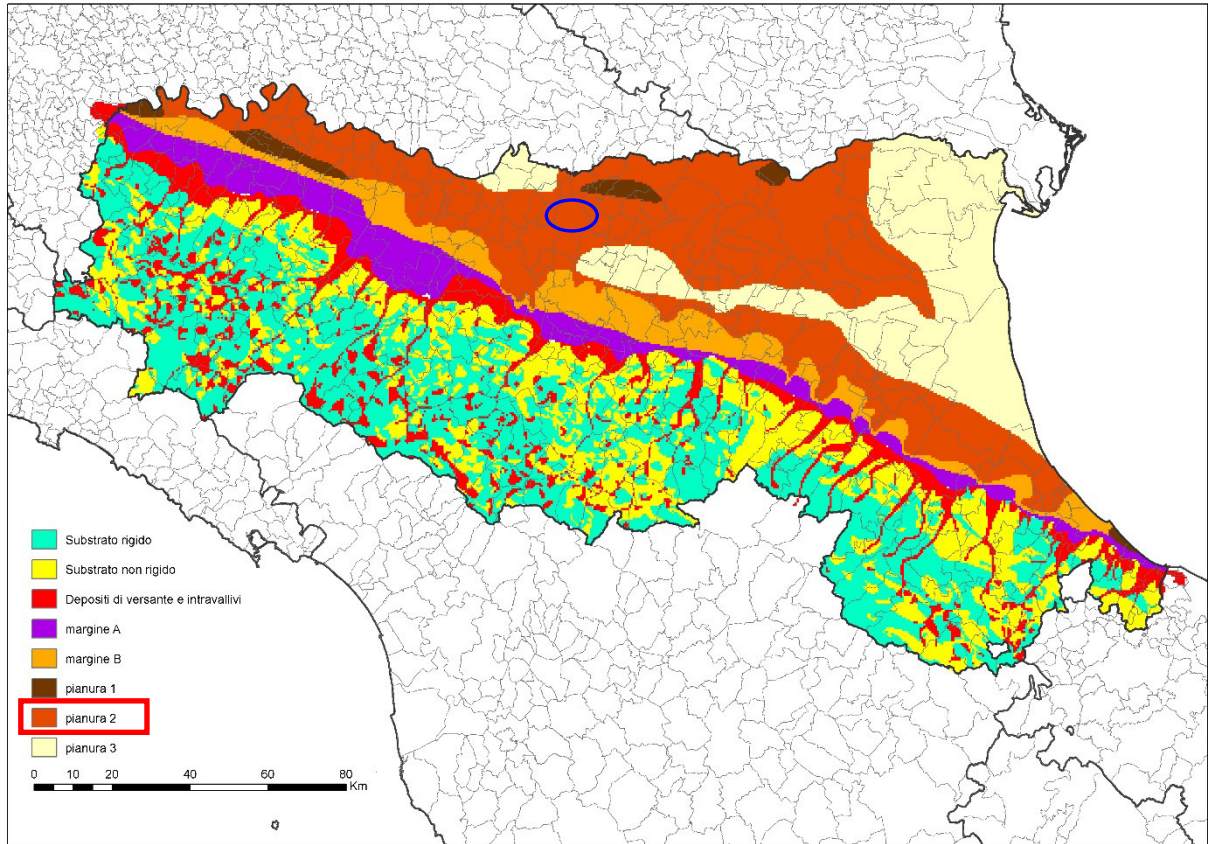 Substrato rigido
Substrato non rigido
Depositi di versante e intravallivi
margine A
margine B
pianura 1
pianura 2
pianura 3
0 10 20 40 60 80
Km